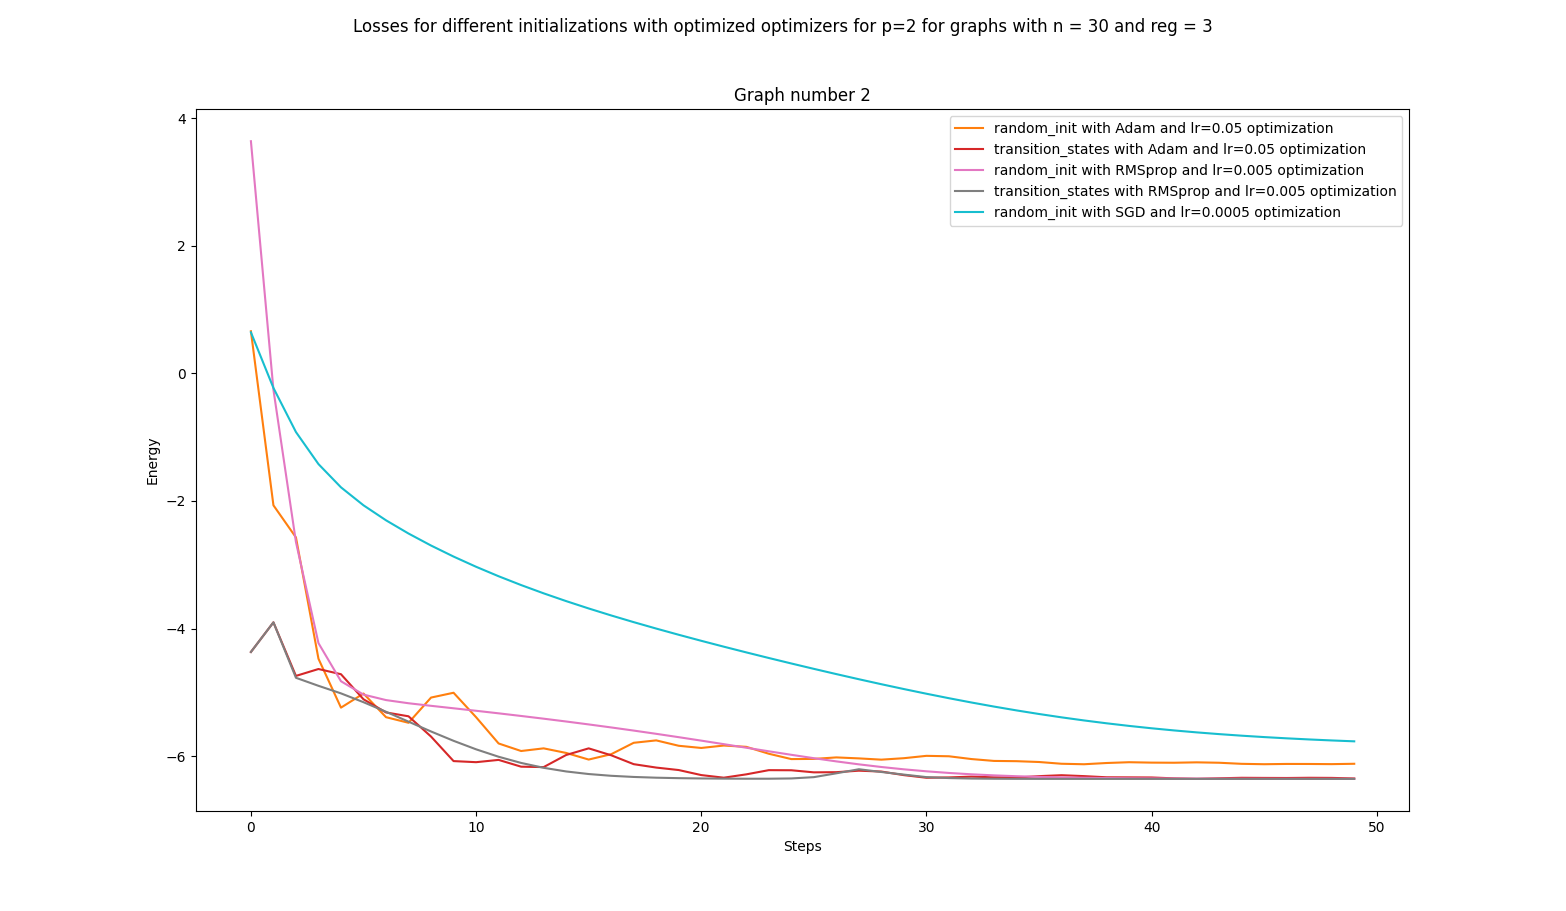 Losses for different initializations with optimized optimizers for p=2 for graphs with n = 30 and reg = 3
Graph number 2
random_init with Adam and lr=0.05 optimization
transition_states with Adam and lr=0.05 optimization
random_init with RMSprop and lr=0.005 optimization
transition_states with RMSprop and lr=0.005 optimization
random_init with SGD and lr=0.0005 optimization
Energy
4
2
0
−2
−4
−6
0 10 20 30 40 50
Steps